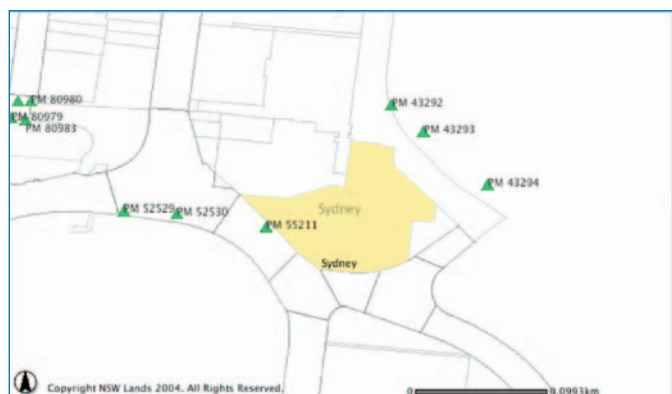 PM 80980
PM 43292
PM 80979
PM 80983
PM 43293
PM 43294
Sydney
PM 52529
PM 52530
PM 55211
Sydney
Copyright NSW Lands 2004. All Rights Reserved.
0
0.0993km